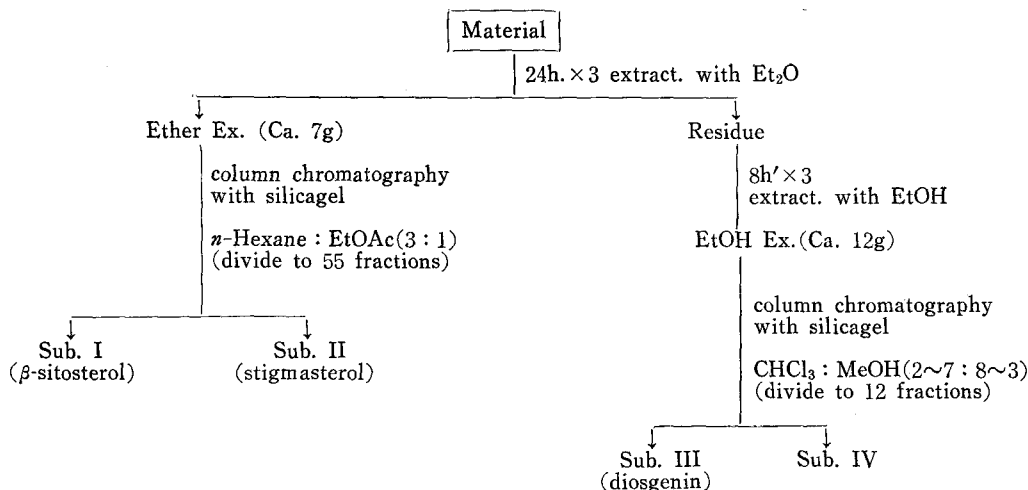 Material
24h. × 3 extract. with Et₂O
Ether Ex. (Ca. 7g)
Residue
column chromatography
with silicagel
n-Hexane : EtOAc(3 : 1)
(divide to 55 fractions)
8h′ × 3
extract. with EtOH
EtOH Ex.(Ca. 12g)
column chromatography
with silicagel
CHCl₃ : MeOH(2~7 : 8~3)
(divide to 12 fractions)
Sub. I
(β-sitosterol)
Sub. II
(stigmasterol)
Sub. III
(diosgenin)
Sub. IV